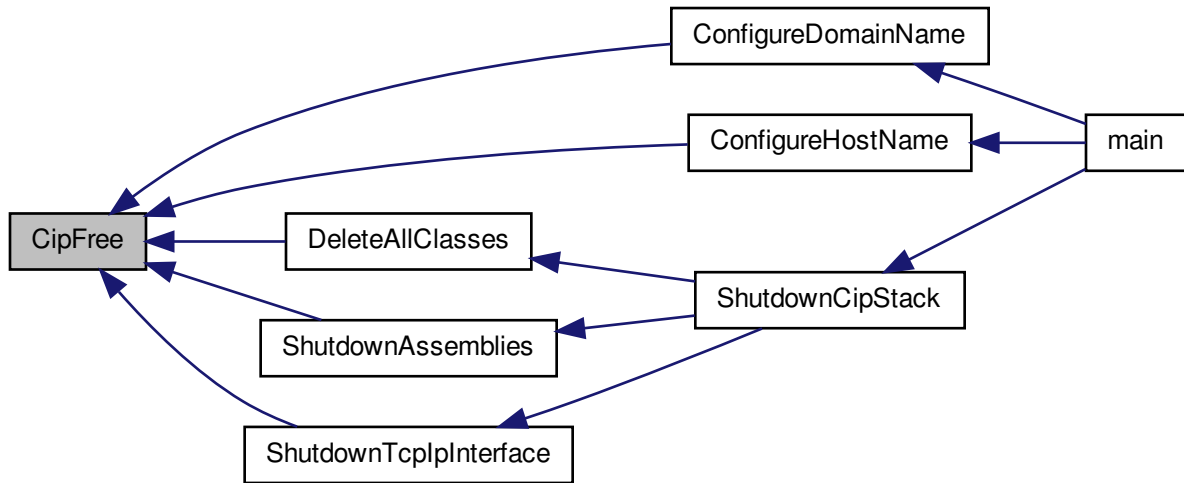 ConfigureDomainName
ConfigureHostName
main
CipFree
DeleteAllClasses
ShutdownCipStack
ShutdownAssemblies
ShutdownTcpIpInterface